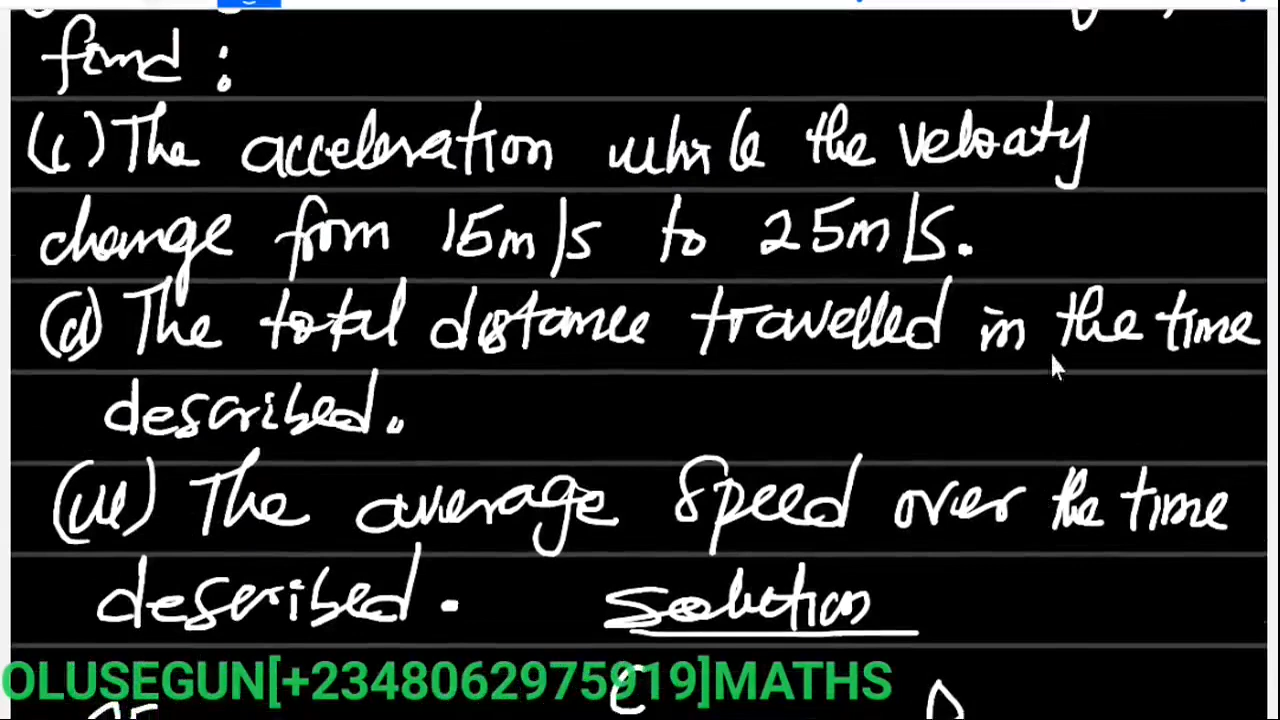 find :
(i) The acceleration while the velocity
change from 15m/s to 25m/s.
(ii) The total distance travelled in the time
described.
(iii) The average speed over the time
described. solution
OLUSEGUN[+2348062975919]MATHS